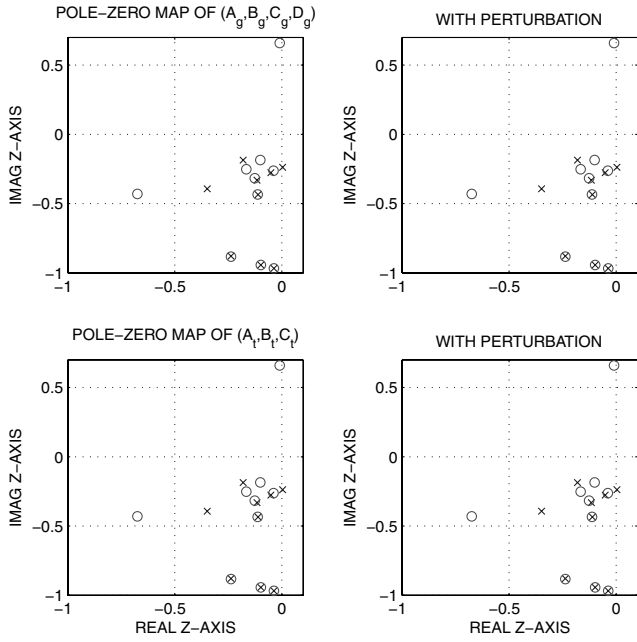 POLE−ZERO MAP OF (A_g,B_g,C_g,D_g)
WITH PERTURBATION
0.5
0
−0.5
−1
IMAG Z−AXIS
−1
−0.5
0
0.5
0
−0.5
−1
IMAG Z−AXIS
−1
−0.5
0
POLE−ZERO MAP OF (A_t,B_t,C_t)
WITH PERTURBATION
0.5
0
−0.5
−1
IMAG Z−AXIS
−1
−0.5
0
REAL Z−AXIS
0.5
0
−0.5
−1
IMAG Z−AXIS
−1
−0.5
0
REAL Z−AXIS